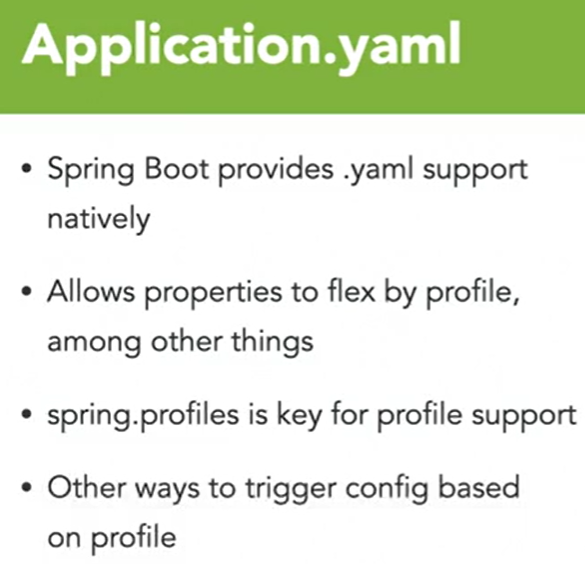 Application.yaml
• Spring Boot provides .yaml support
natively
• Allows properties to flex by profile,
among other things
• spring.profiles is key for profile support
• Other ways to trigger config based
on profile